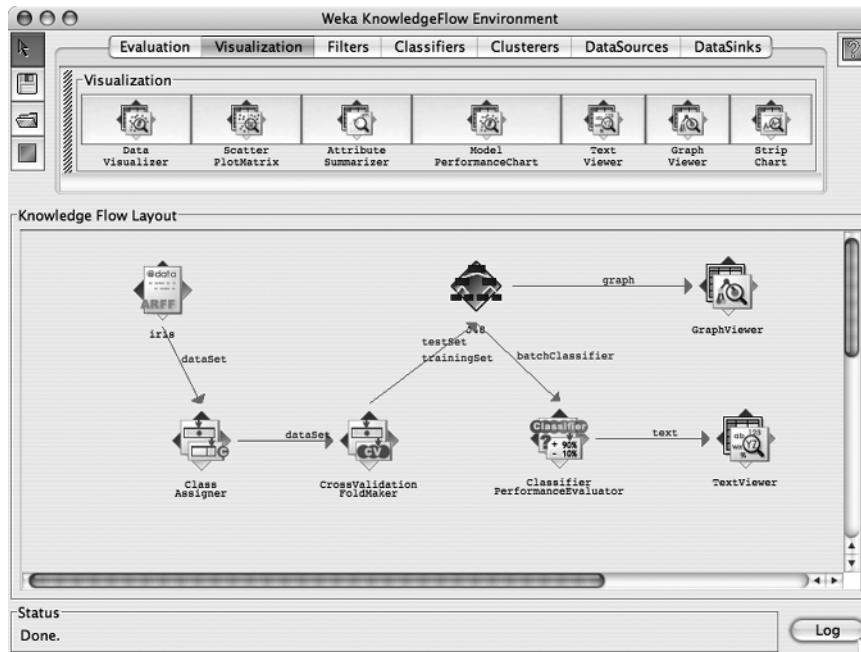 Weka KnowledgeFlow Environment
Evaluation Visualization Filters Classifiers Clusterers DataSources DataSinks
Visualization
Data Visualizer
Scatter PlotMatrix
Attribute Summarizer
Model PerformanceChart
Text Viewer
Graph Viewer
Strip Chart
Knowledge Flow Layout
@data
ARFF
iris
dataSet
Class Assigner
C
dataSet
CV
CrossValidation FoldMaker
testSet
trainingSet
graph
GraphViewer
batchClassifier
Classifier
? + 90%
- 10%
Classifier PerformanceEvaluator
text
TextViewer
Status
Done.
Log